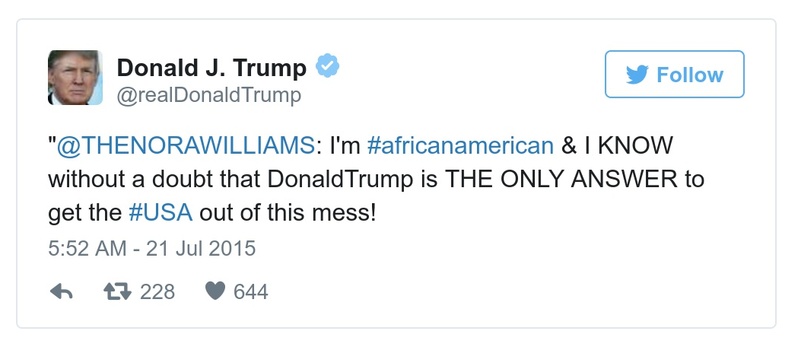 Donald J. Trump
@realDonaldTrump
Follow
"@THENORAWILLIAMS: I'm #africanamerican & I KNOW
without a doubt that DonaldTrump is THE ONLY ANSWER to
get the #USA out of this mess!
5:52 AM - 21 Jul 2015
228 644